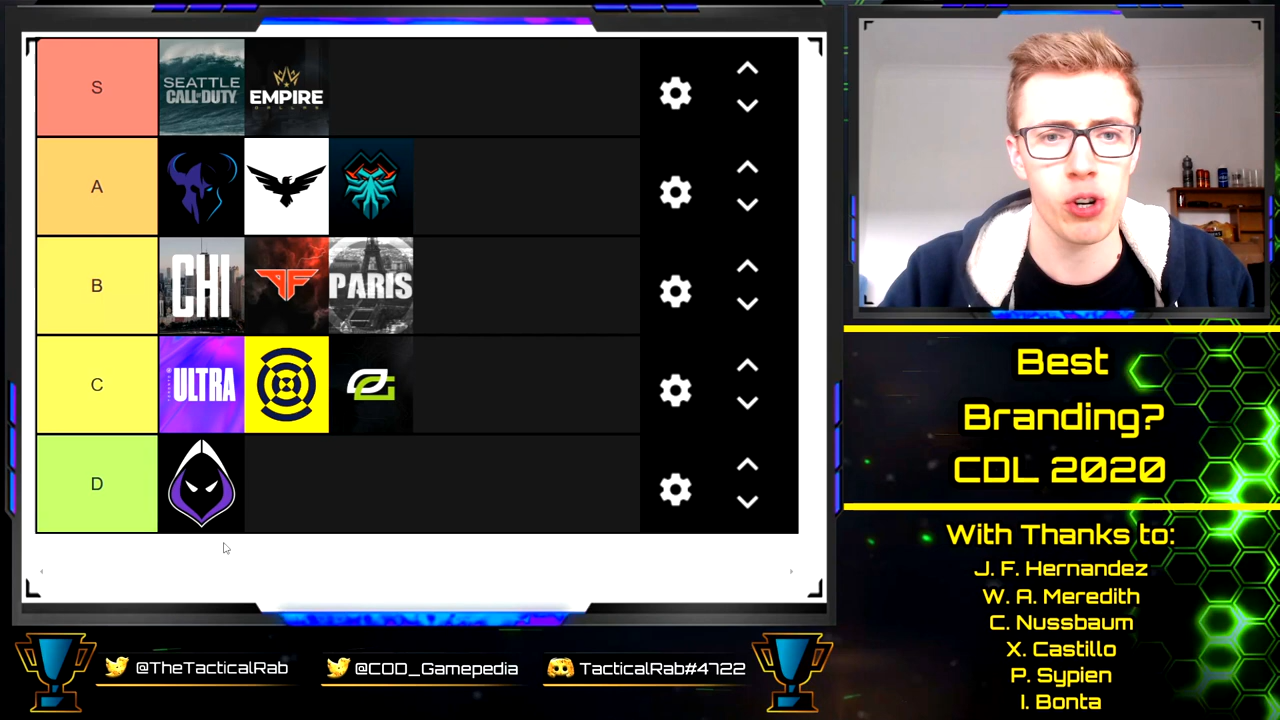 S
SEATTLE
CALL OF DUTY
EMPIRE
DALLAS
A
B
CHI
PARIS
C
ULTRA
D
Best
Branding?
CDL 2020
With Thanks to:
J. F. Hernandez
W. A. Meredith
C. Nussbaum
X. Castillo
P. Sypien
I. Bonta
@TheTacticalRab
@COD_Gamepedia
TacticalRab#4722